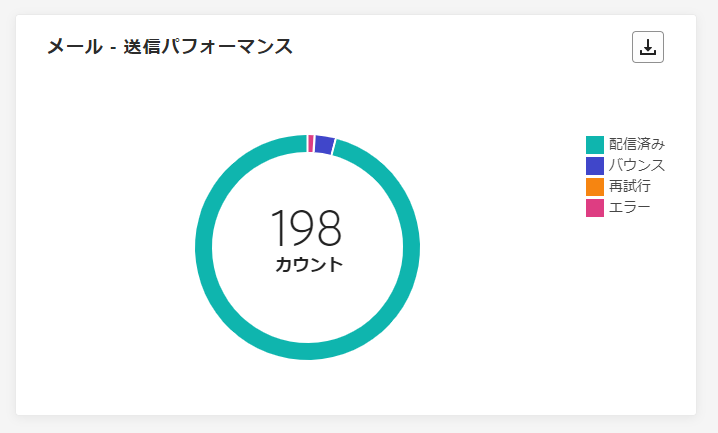 メール - 送信パフォーマンス
198
カウント
配信済み
バウンス
再試行
エラー